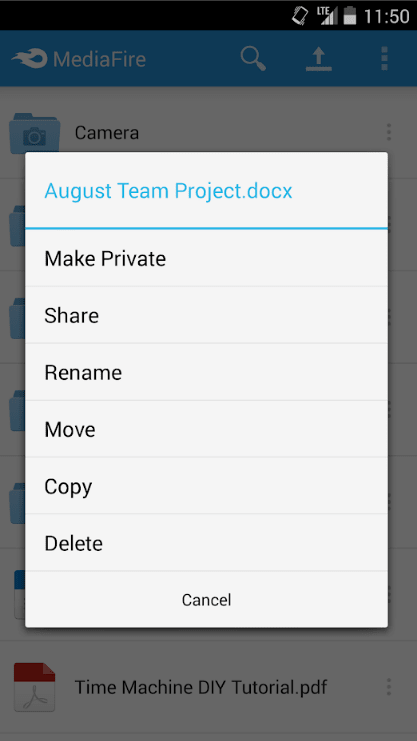 LTE 11:50
MediaFire
Camera
August Team Project.docx
Make Private
Share
Rename
Move
Copy
Delete
Cancel
Time Machine DIY Tutorial.pdf